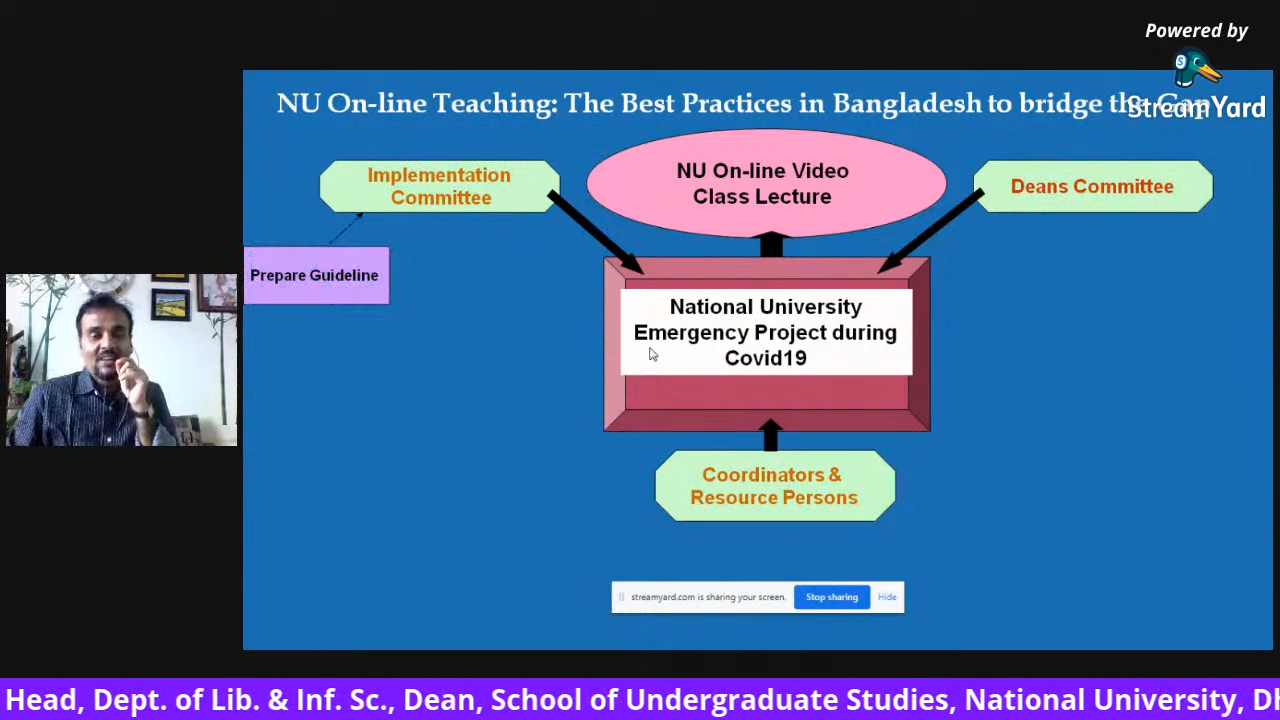 Powered by
StreamYard
NU On-line Teaching: The Best Practices in Bangladesh to bridge the Gap
Implementation
Committee
NU On-line Video
Class Lecture
Deans Committee
Prepare Guideline
National University
Emergency Project during
Covid19
Coordinators &
Resource Persons
streamyard.com is sharing your screen.
Stop sharing
Hide
Head, Dept. of Lib. & Inf. Sc., Dean, School of Undergraduate Studies, National University,